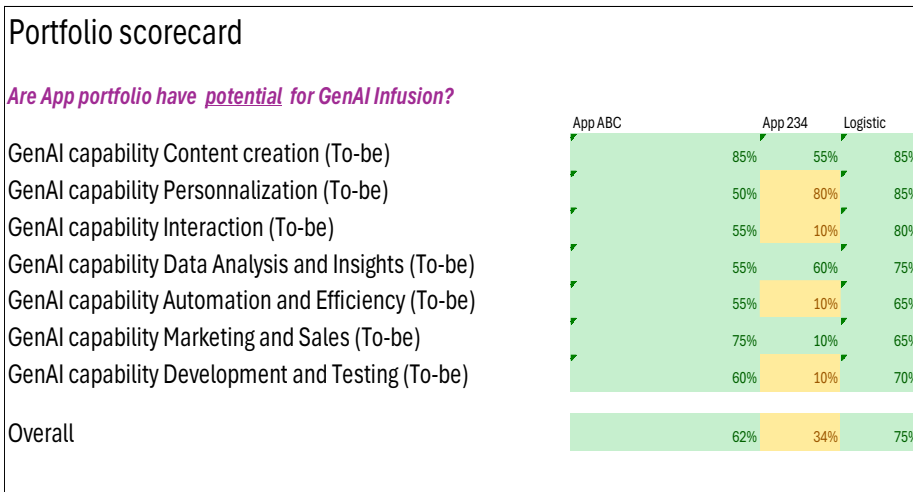 Portfolio scorecard
Are App portfolio have potential for GenAI Infusion?
App ABC App 234 Logistic
GenAI capability Content creation (To-be) 85% 55% 85%
GenAI capability Personnalization (To-be) 50% 80% 85%
GenAI capability Interaction (To-be) 55% 10% 80%
GenAI capability Data Analysis and Insights (To-be) 55% 60% 75%
GenAI capability Automation and Efficiency (To-be) 55% 10% 65%
GenAI capability Marketing and Sales (To-be) 75% 10% 65%
GenAI capability Development and Testing (To-be) 60% 10% 70%
Overall 62% 34% 75%